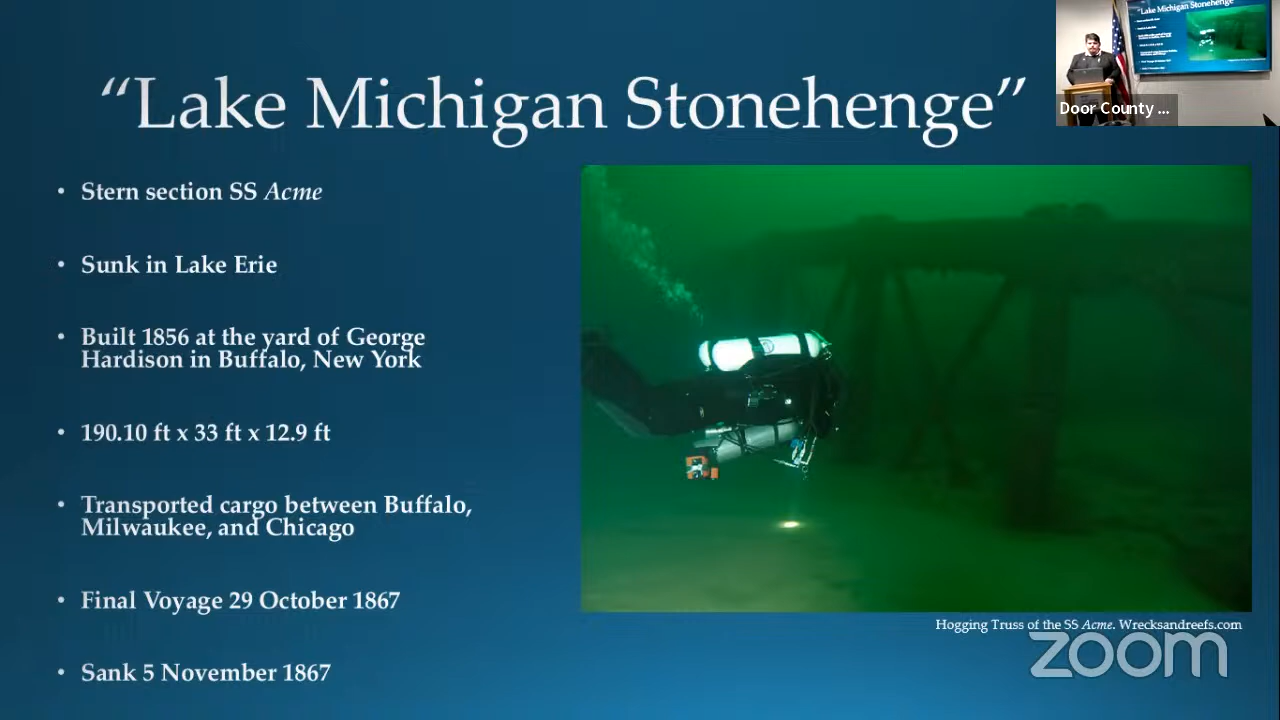 "Lake Michigan Stonehenge"
"Lake Michigan Stonehenge"
Door County ...
• Stern section SS Acme
• Sunk in Lake Erie
• Built 1856 at the yard of George
Hardison in Buffalo, New York
• 190.10 ft x 33 ft x 12.9 ft
• Transported cargo between Buffalo,
Milwaukee, and Chicago
• Final Voyage 29 October 1867
• Sank 5 November 1867
Hogging Truss of the SS Acme. Wrecksandreefs.com
zoom